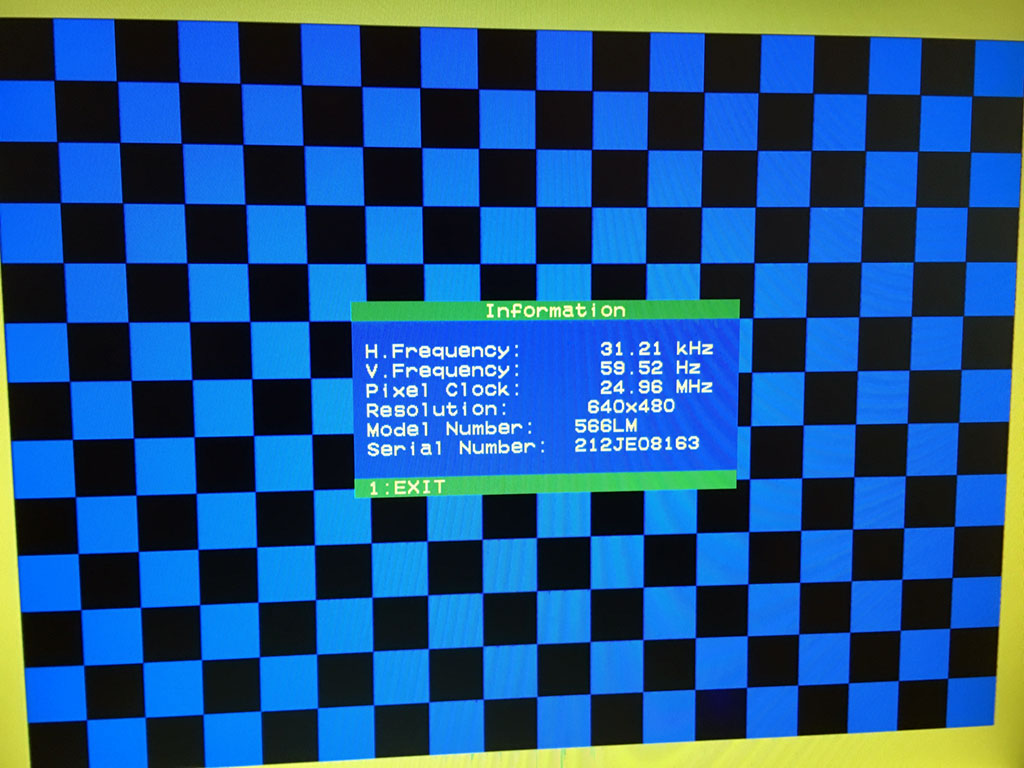 Information
H.Frequency: 31.21 kHz
V.Frequency: 59.52 Hz
Pixel Clock: 24.96 MHz
Resolution: 640x480
Model Number: 566LM
Serial Number: 212JE08163
1:EXIT